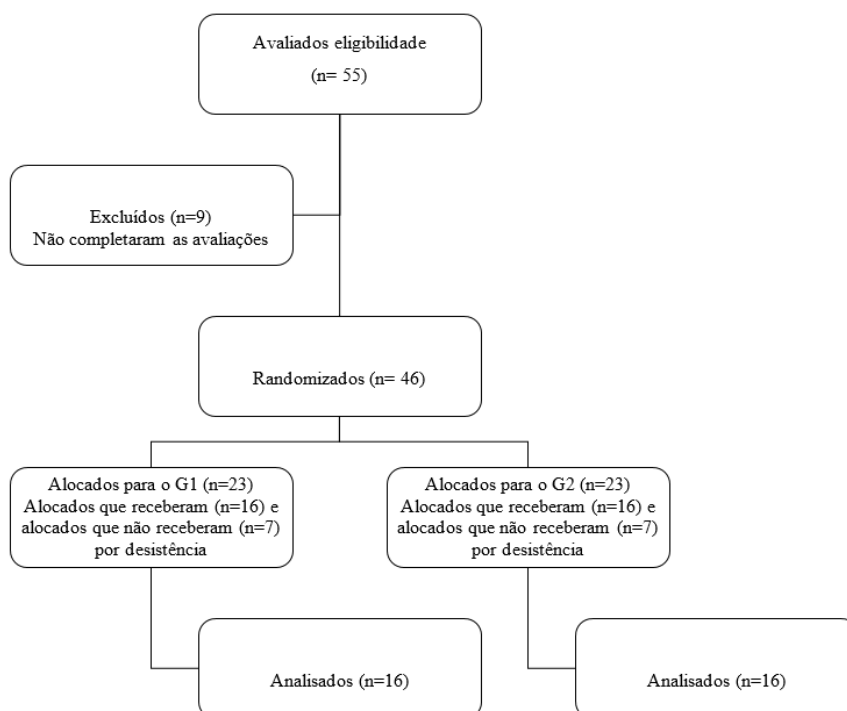 Avaliados eligibilidade
(n= 55)
Excluídos (n=9)
Não completaram as avaliações
Randomizados (n= 46)
Alocados para o G1 (n=23)
Alocados que receberam (n=16) e
alocados que não receberam (n=7)
por desistência
Alocados para o G2 (n=23)
Alocados que receberam (n=16) e
alocados que não receberam (n=7)
por desistência
Analisados (n=16)
Analisados (n=16)